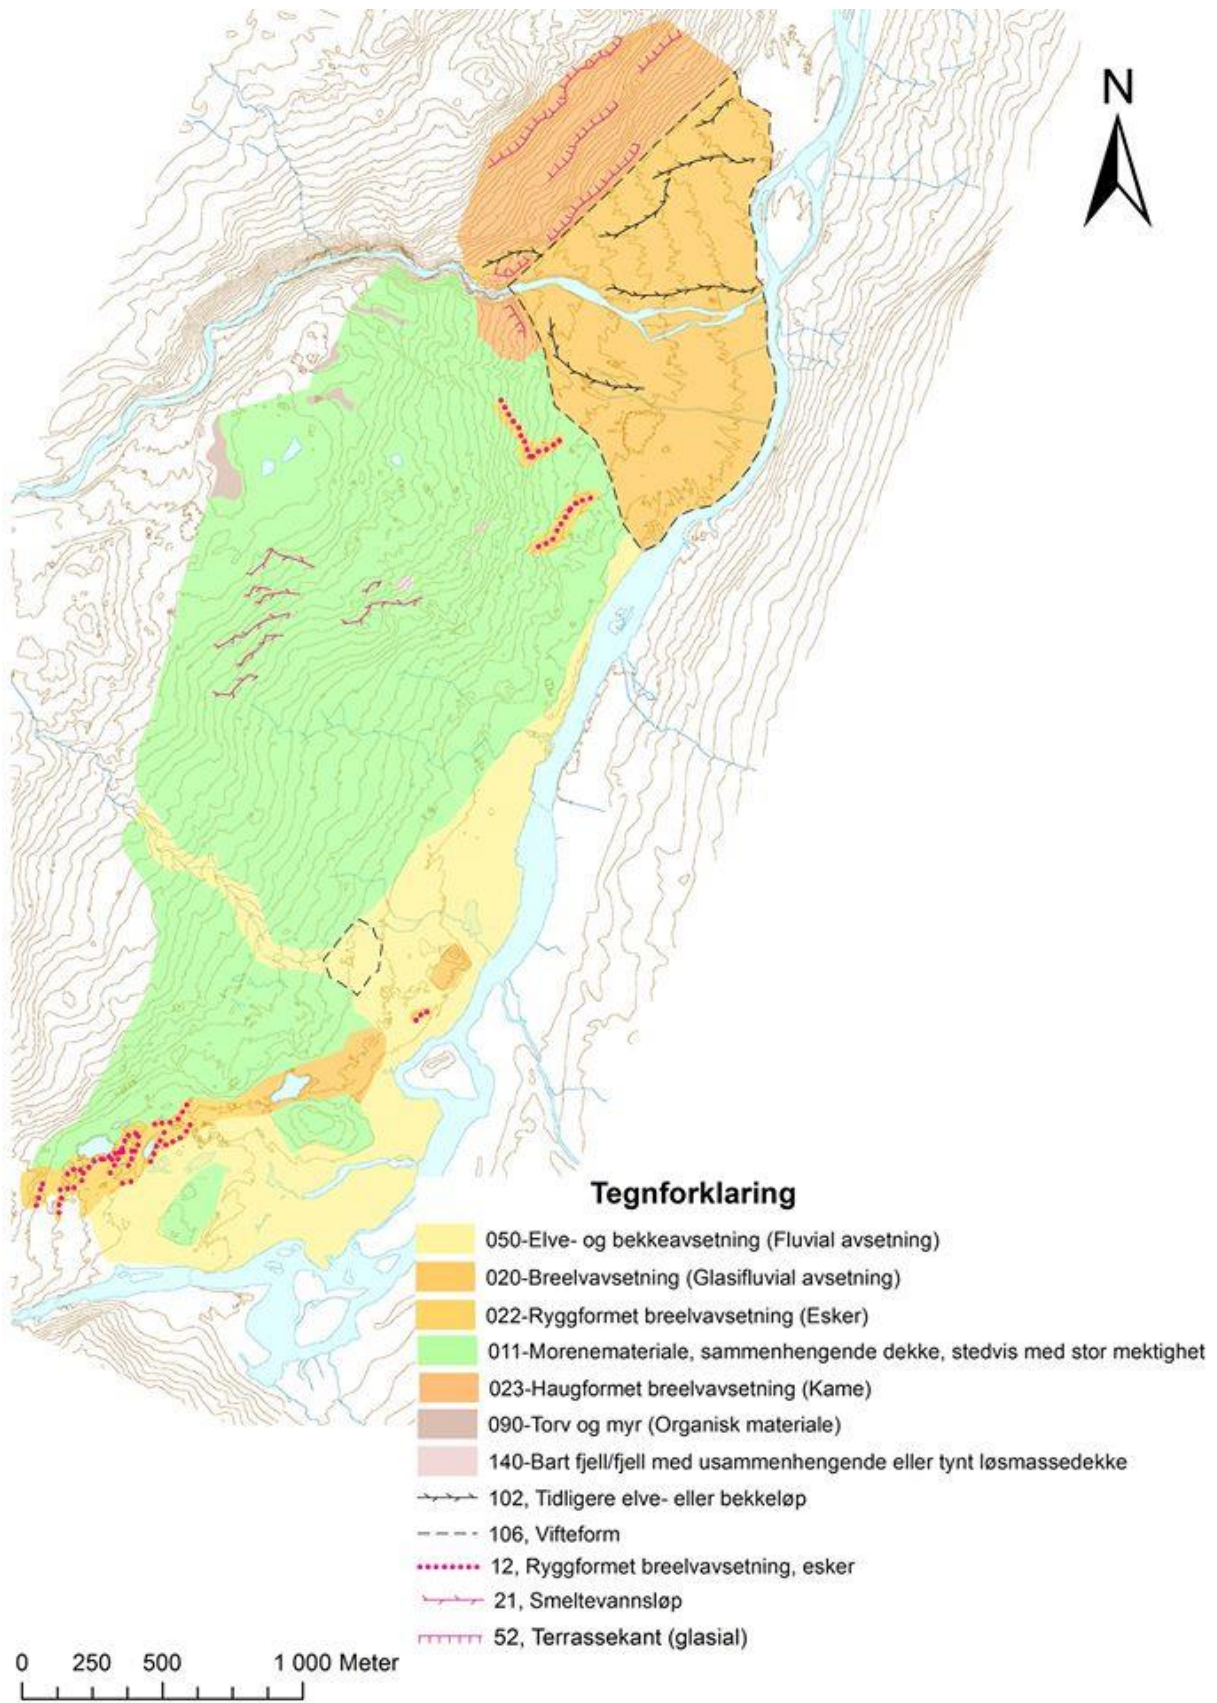 N
Tegnforklaring
050-Elve- og bekkeavsetning (Fluvial avsetning)
020-Breelvavsetning (Glasifluvial avsetning)
022-Ryggformet breelvavsetning (Esker)
011-Morenemateriale, sammenhengende dekke, stedvis med stor mektighet
023-Haugformet breelvavsetning (Kame)
090-Torv og myr (Organisk materiale)
140-Bart fjell/fjell med usammenhengende eller tynt løsmassedekke
102, Tidligere elve- eller bekkeløp
106, Vifteform
12, Ryggformet breelvavsetning, esker
21, Smeltevannsløp
52, Terrassekant (glasial)
0 250 500 1 000 Meter